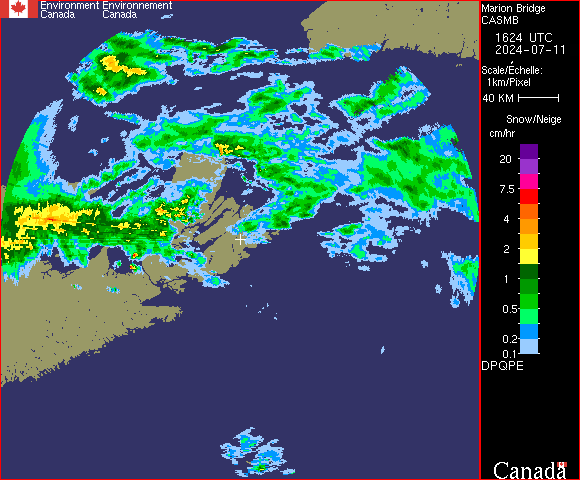 Environment Environnement
Canada Canada
Marion Bridge
CASMB
1624 UTC
2024-07-11
Scale/Echelle:
1km/Pixel
40 KM
Snow/Neige
cm/hr
20
7.5
4
2
1
0.5
0.2
0.1
DPQPE
Canada